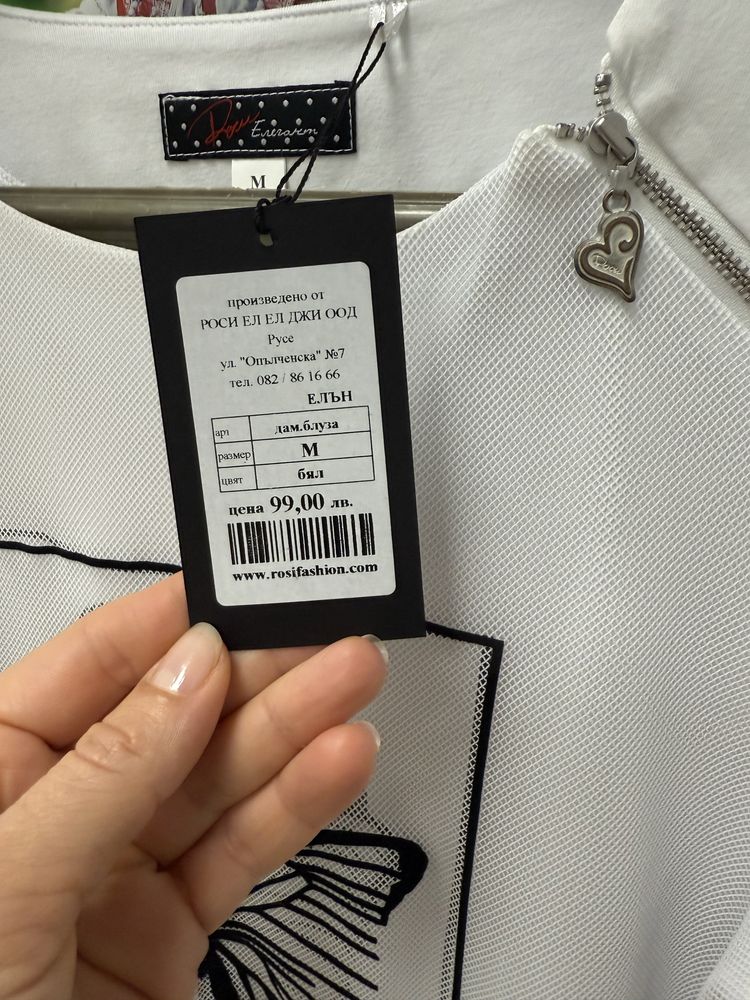 Роси
Елегант
M
произведено от
РОСИ ЕЛ ЕЛ ДЖИ ООД
Русе
ул. "Опълченска" №7
тел. 082 / 86 16 66
ЕЛЪН
арт дам.блуза
размер M
цвят бял
цена 99,00 лв.
www.rosifashion.com